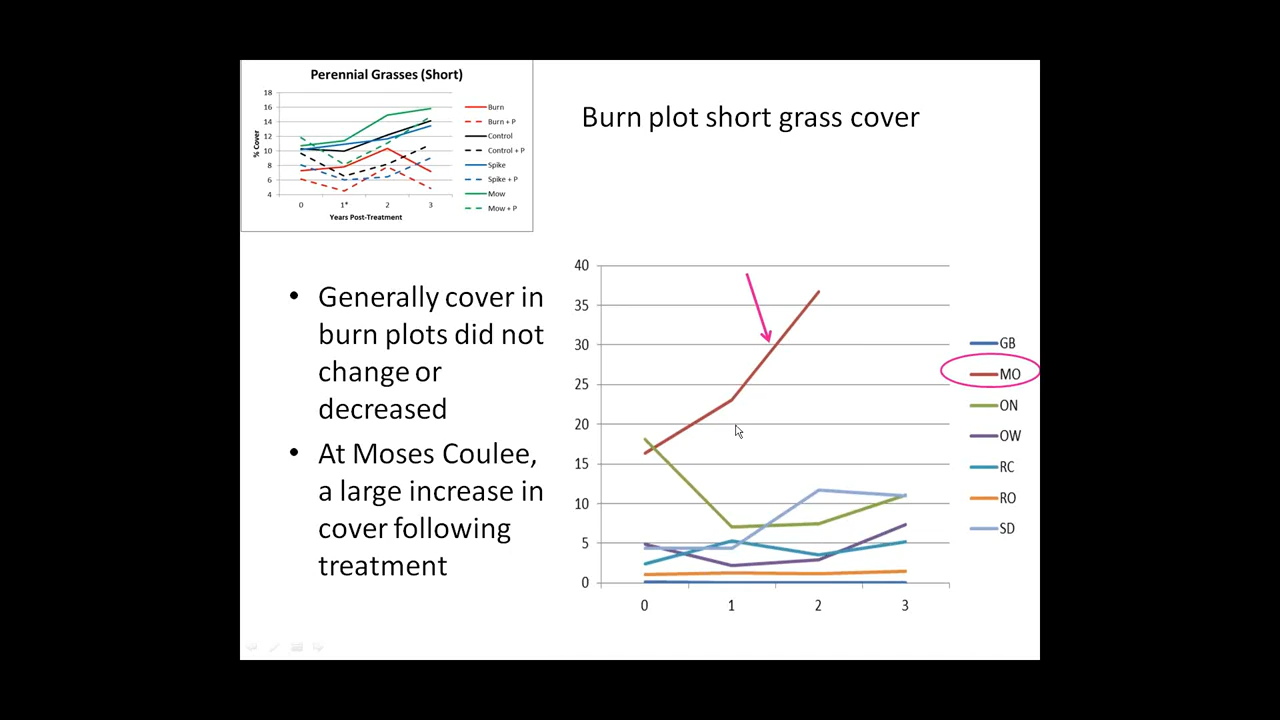 Perennial Grasses (Short)
18
16
14
12
10
8
6
4
% Cover
0 1* 2 3
Years Post-Treatment
Burn
Burn + P
Control
Control + P
Spike
Spike + P
Mow
Mow + P
Burn plot short grass cover
• Generally cover in
burn plots did not
change or
decreased
• At Moses Coulee,
a large increase in
cover following
treatment
40
35
30
25
20
15
10
5
0
0 1 2 3
GB
MO
ON
OW
RC
RO
SD